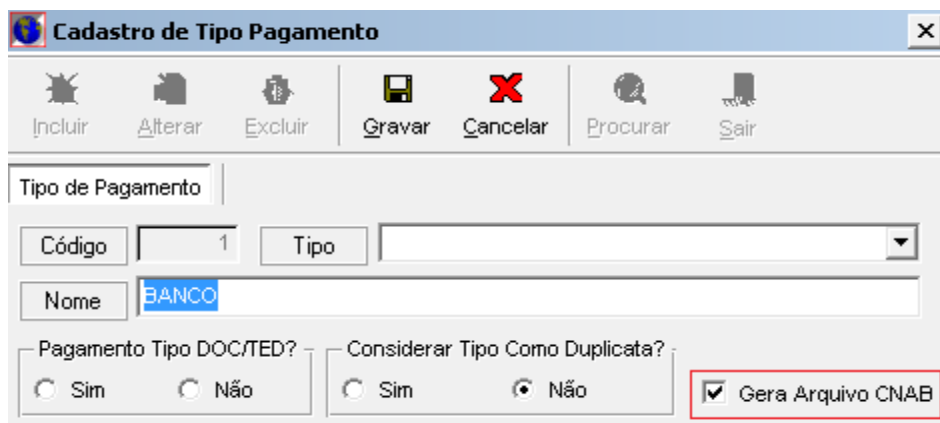 Cadastro de Tipo Pagamento
Incluir Alterar Excluir Gravar Cancelar Procurar Sair
Tipo de Pagamento
Código 1 Tipo
Nome BANCO
Pagamento Tipo DOC/TED? Considerar Tipo Como Duplicata?
Sim Não Sim Não Gera Arquivo CNAB